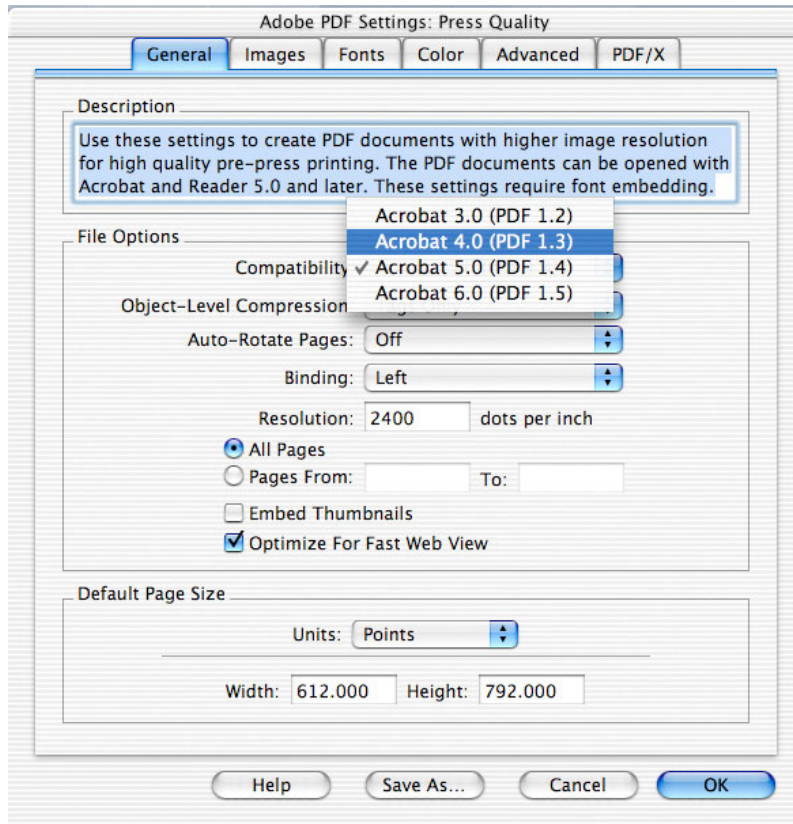 Adobe PDF Settings: Press Quality
General Images Fonts Color Advanced PDF/X
Description
Use these settings to create PDF documents with higher image resolution
for high quality pre-press printing. The PDF documents can be opened with
Acrobat and Reader 5.0 and later. These settings require font embedding.
Acrobat 3.0 (PDF 1.2)
File Options
Acrobat 4.0 (PDF 1.3)
Compatibility ✓ Acrobat 5.0 (PDF 1.4)
Acrobat 6.0 (PDF 1.5)
Object-Level Compression
Auto-Rotate Pages: Off
Binding: Left
Resolution: 2400 dots per inch
All Pages
Pages From: To:
Embed Thumbnails
Optimize For Fast Web View
Default Page Size
Units: Points
Width: 612.000 Height: 792.000
Help Save As... Cancel OK